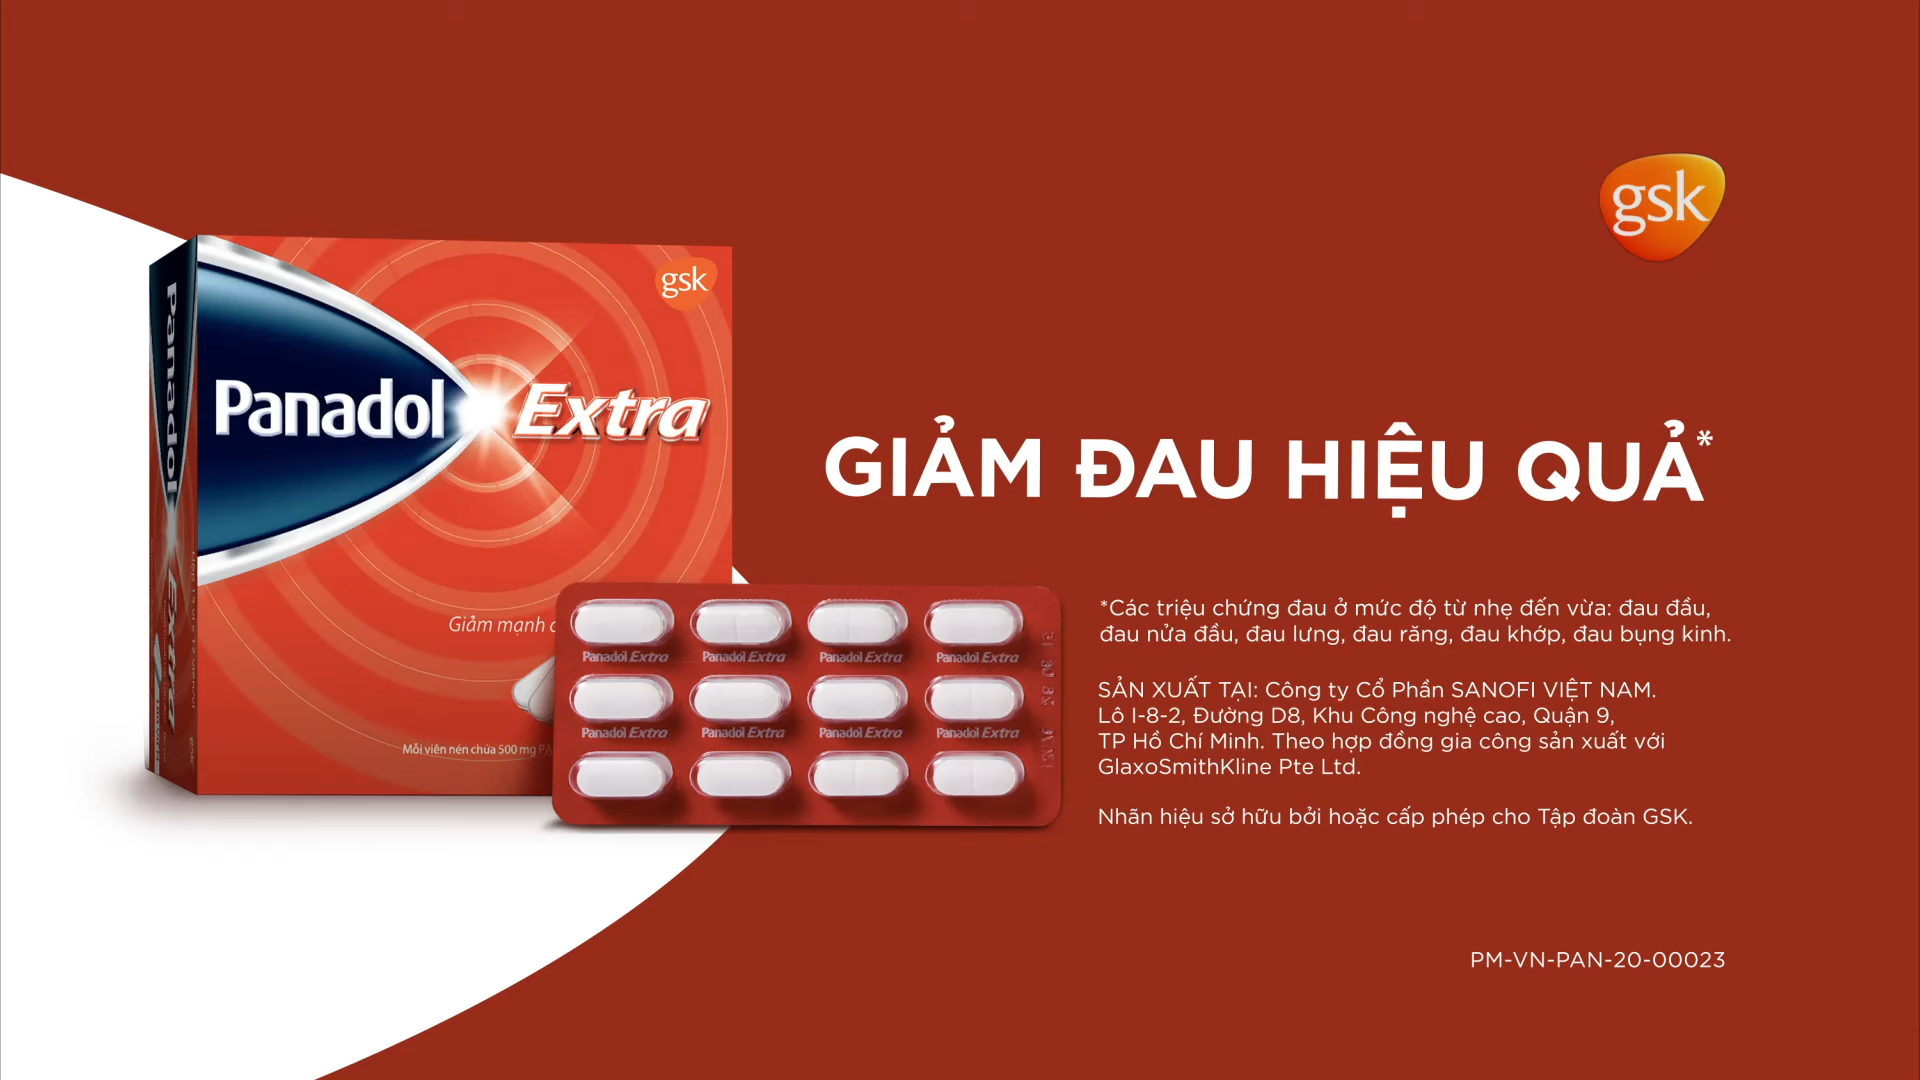 gsk
gsk
Panadol Extra
Panadol Extra
GIẢM ĐAU HIỆU QUẢ*
Giảm mạnh
Mỗi viên nén chứa 500 mg
Panadol Extra Panadol Extra Panadol Extra Panadol Extra
Panadol Extra Panadol Extra Panadol Extra Panadol Extra
*Các triệu chứng đau ở mức độ từ nhẹ đến vừa: đau đầu,
đau nửa đầu, đau lưng, đau răng, đau khớp, đau bụng kinh.
SẢN XUẤT TẠI: Công ty Cổ Phần SANOFI VIỆT NAM.
Lô I-8-2, Đường D8, Khu Công nghệ cao, Quận 9,
TP Hồ Chí Minh. Theo hợp đồng gia công sản xuất với
GlaxoSmithKline Pte Ltd.
Nhãn hiệu sở hữu bởi hoặc cấp phép cho Tập đoàn GSK.
PM-VN-PAN-20-00023